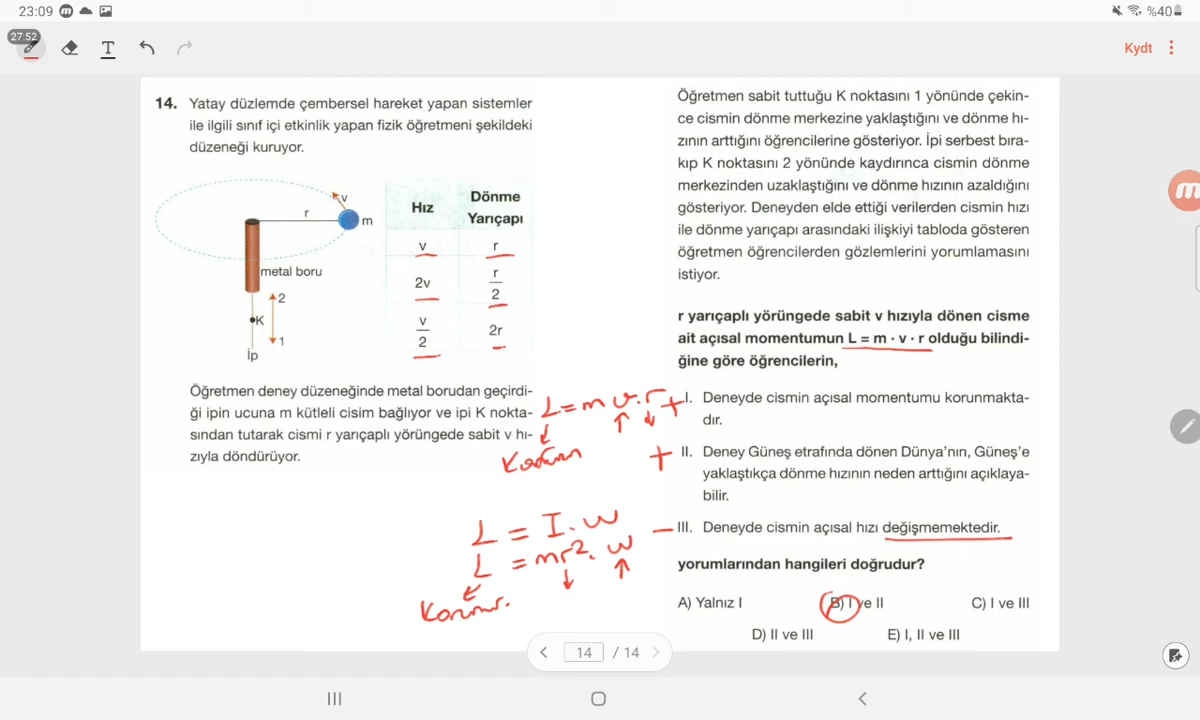 23:09
%40
27:52
T
Kydt
14. Yatay düzlemde çembersel hareket yapan sistemler
ile ilgili sınıf içi etkinlik yapan fizik öğretmeni şekildeki
düzeneği kuruyor.
v
r
m
metal boru
2
K
1
İp
Hız Dönme Yarıçapı
v r
2v r/2
v/2 2r
Öğretmen deney düzeneğinde metal borudan geçirdi-
ği ipin ucuna m kütleli cisim bağlıyor ve ipi K nokta-
sından tutarak cismi r yarıçaplı yörüngede sabit v hı-
zıyla döndürüyor.
L = m v. r
Korunur
L = I. w
L = mr². w
Korunur.
Öğretmen sabit tuttuğu K noktasını 1 yönünde çekin-
ce cismin dönme merkezine yaklaştığını ve dönme hı-
zının arttığını öğrencilerine gösteriyor. İpi serbest bıra-
kıp K noktasını 2 yönünde kaydırınca cismin dönme
merkezinden uzaklaştığını ve dönme hızının azaldığını
gösteriyor. Deneyden elde ettiği verilerden cismin hızı
ile dönme yarıçapı arasındaki ilişkiyi tabloda gösteren
öğretmen öğrencilerden gözlemlerini yorumlamasını
istiyor.
r yarıçaplı yörüngede sabit v hızıyla dönen cisme
ait açısal momentumun L = m · v · r olduğu bilindi-
ğine göre öğrencilerin,
+ I. Deneyde cismin açısal momentumu korunmakta-
dır.
+ II. Deney Güneş etrafında dönen Dünya'nın, Güneş'e
yaklaştıkça dönme hızının neden arttığını açıklaya-
bilir.
– III. Deneyde cismin açısal hızı değişmemektedir.
yorumlarından hangileri doğrudur?
A) Yalnız I B) I ve II C) I ve III
D) II ve III E) I, II ve III
14 / 14